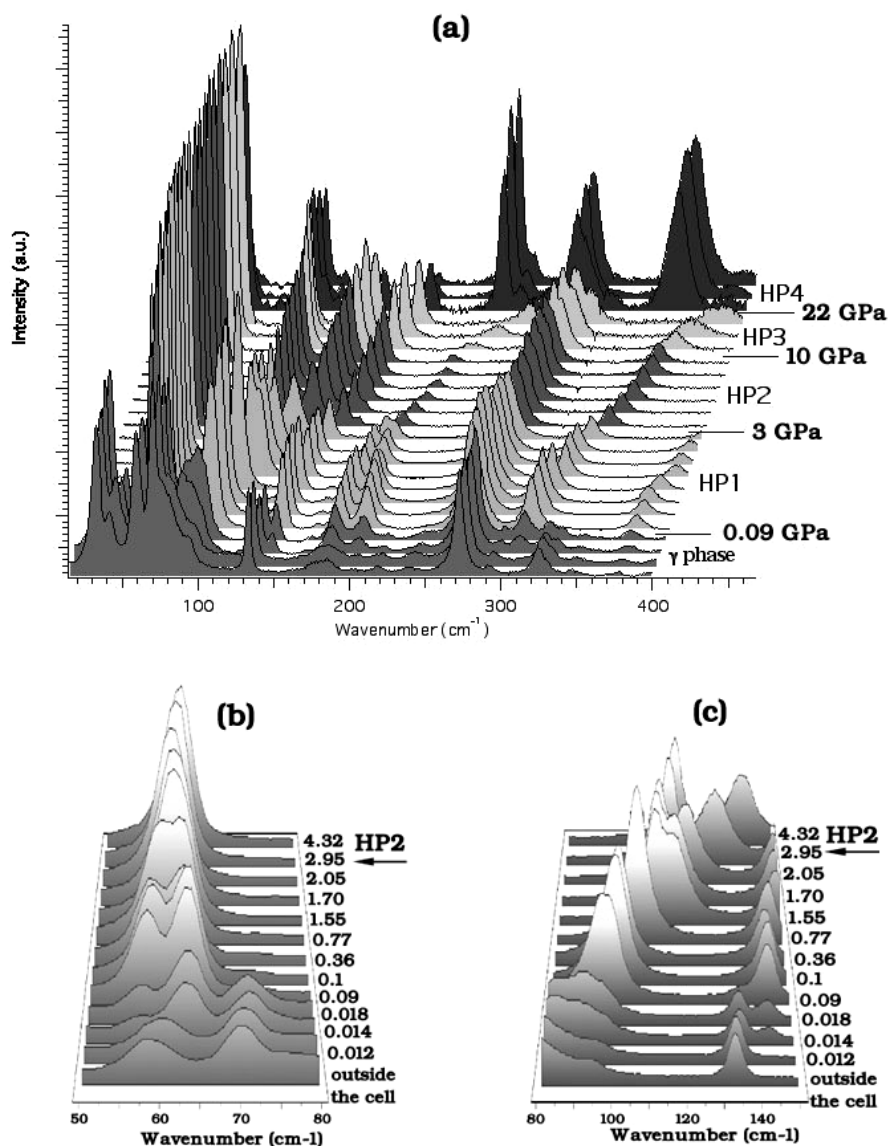 (a)
Intensity (a.u.)
HP4
22 GPa
HP3
10 GPa
HP2
3 GPa
HP1
0.09 GPa
γ phase
100 200 300 400
Wavenumber (cm⁻¹)
(b)
4.32 HP2
2.95
2.05
1.70
1.55
0.77
0.36
0.1
0.09
0.018
0.014
0.012
outside
the cell
50 60 70 80
Wavenumber (cm-1)
(c)
4.32 HP2
2.95
2.05
1.70
1.55
0.77
0.36
0.1
0.09
0.018
0.014
0.012
outside
the cell
80 100 120 140
Wavenumber (cm-1)